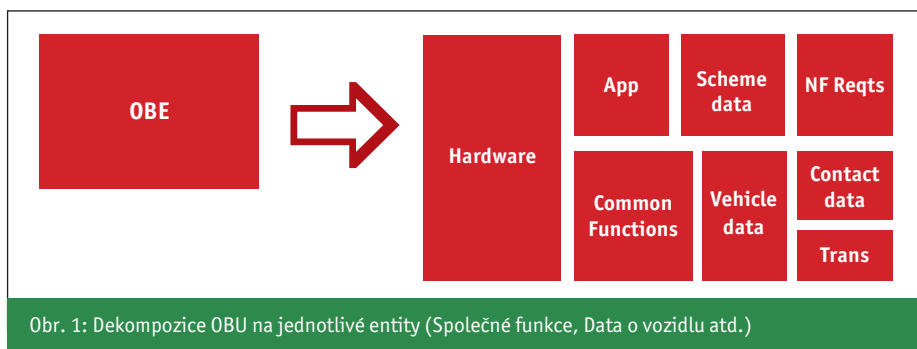 OBE
Hardware
App
Scheme
data
NF Reqts
Common
Functions
Vehicle
data
Contact
data
Trans
Obr. 1: Dekompozice OBU na jednotlivé entity (Společné funkce, Data o vozidlu atd.)